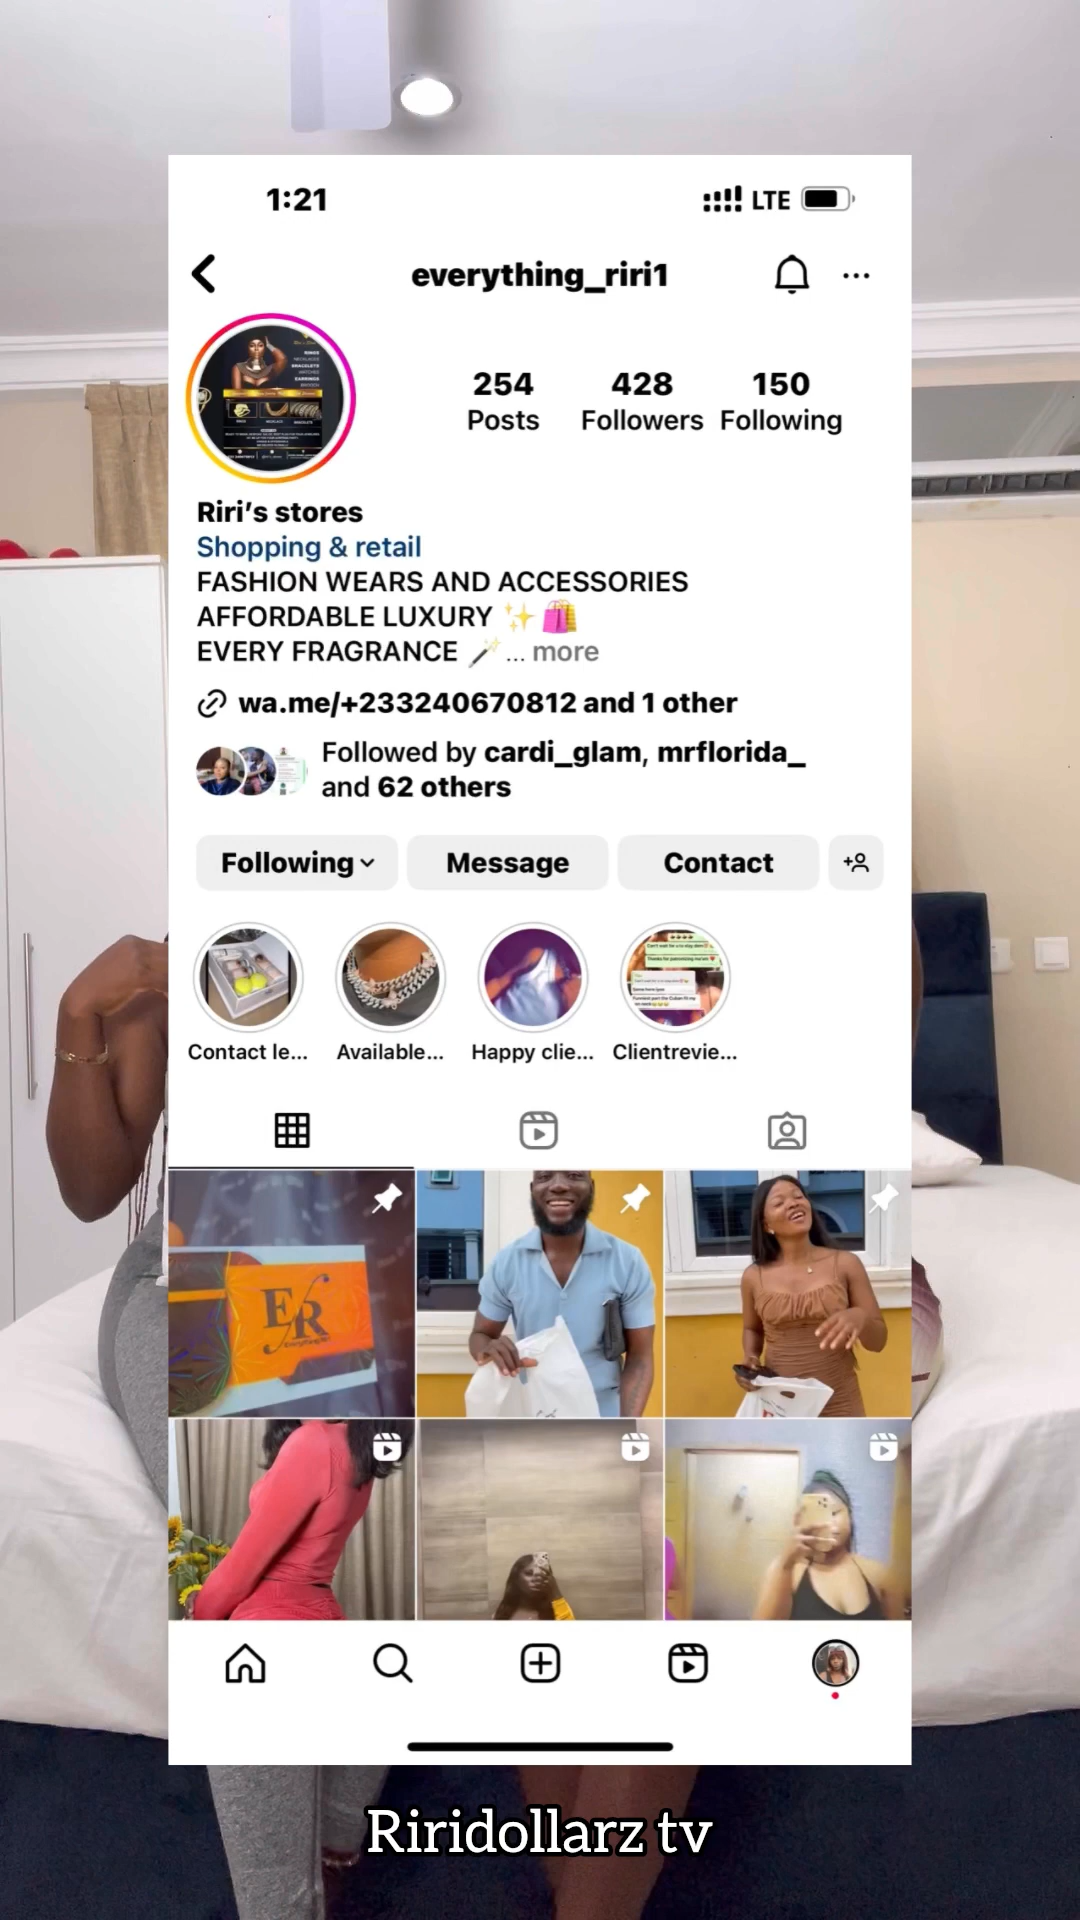 1:21
LTE
everything_riri1
254
428
150
Posts
Followers
Following
Riri's stores
Shopping & retail
FASHION WEARS AND ACCESSORIES
AFFORDABLE LUXURY ✨🛍️
EVERY FRAGRANCE 🪄 ... more
wa.me/+233240670812 and 1 other
Followed by cardi_glam, mrflorida_
and 62 others
Following
Message
Contact
Contact le...
Available...
Happy clie...
Clientrevie...
ER
Riridollarz tv